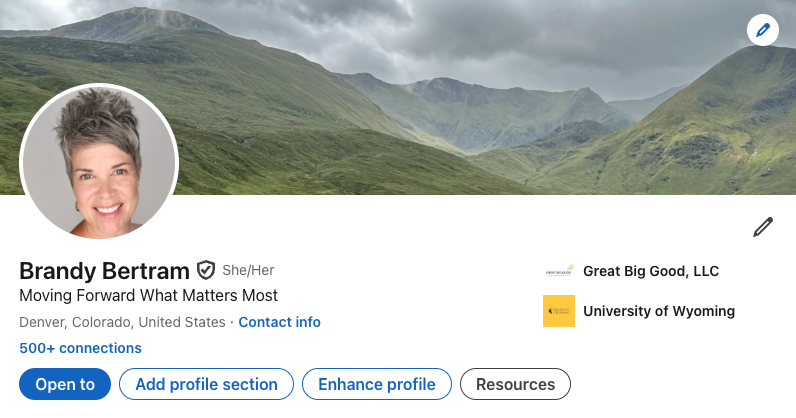 Brandy Bertram She/Her
Moving Forward What Matters Most
Denver, Colorado, United States · Contact info
500+ connections
Great Big Good, LLC
University of Wyoming
Open to
Add profile section
Enhance profile
Resources